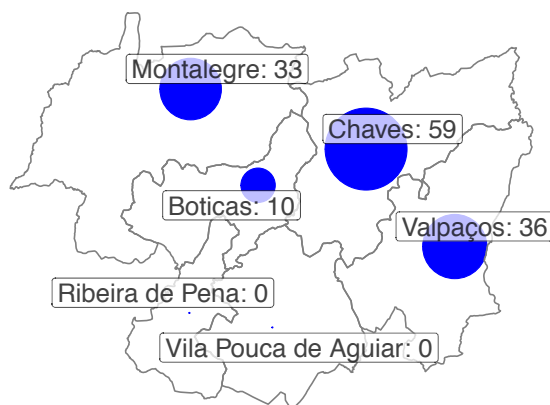 Montalegre: 33
Chaves: 59
Boticas: 10
Valpaços: 36
Ribeira de Pena: 0
Vila Pouca de Aguiar: 0